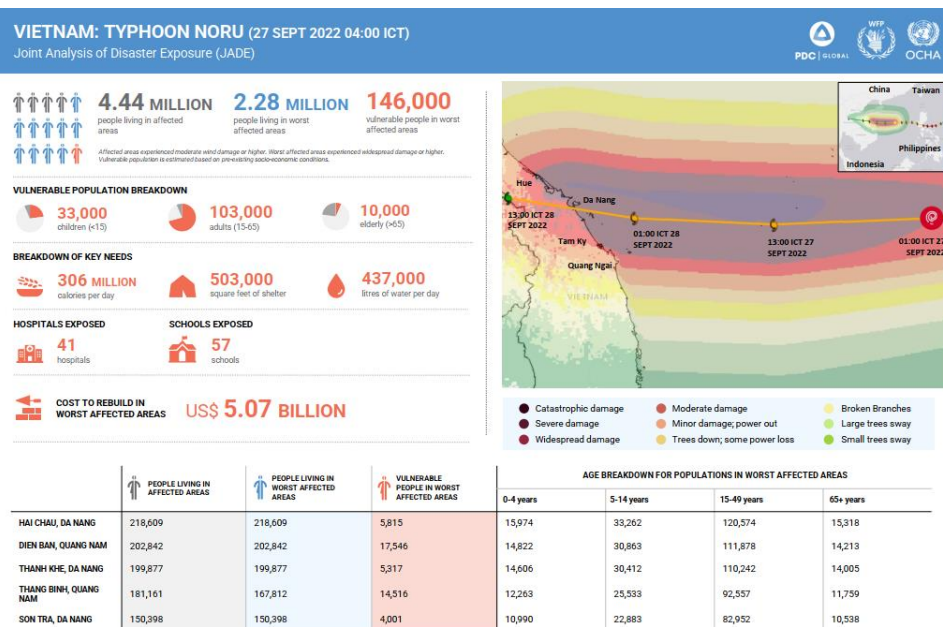 VIETNAM: TYPHOON NORU (27 SEPT 2022 04:00 ICT)
Joint Analysis of Disaster Exposure (JADE)
PDC | GLOBAL
WFP
OCHA
4.44 MILLION
people living in affected
areas
2.28 MILLION
people living in worst
affected areas
146,000
vulnerable people in worst
affected areas
Affected areas experienced moderate wind damage or higher. Worst affected areas experienced widespread damage or higher.
Vulnerable population is estimated based on pre-existing socio-economic conditions.
VULNERABLE POPULATION BREAKDOWN
33,000
children (<15)
103,000
adults (15-65)
10,000
elderly (>65)
BREAKDOWN OF KEY NEEDS
306 MILLION
calories per day
503,000
square feet of shelter
437,000
litres of water per day
HOSPITALS EXPOSED
41
hospitals
SCHOOLS EXPOSED
57
schools
COST TO REBUILD IN
WORST AFFECTED AREAS
US$ 5.07 BILLION
China
Taiwan
Philippines
Indonesia
Hue
Da Nang
13:00 ICT 28
SEPT 2022
Tam Ky
01:00 ICT 28
SEPT 2022
13:00 ICT 27
SEPT 2022
01:00 ICT 27
SEPT 2022
Quang Ngai
VIETNAM
Catastrophic damage
Severe damage
Widespread damage
Moderate damage
Minor damage; power out
Trees down; some power loss
Broken Branches
Large trees sway
Small trees sway
PEOPLE LIVING IN
AFFECTED AREAS
PEOPLE LIVING IN
WORST AFFECTED
AREAS
VULNERABLE
PEOPLE IN WORST
AFFECTED AREAS
AGE BREAKDOWN FOR POPULATIONS IN WORST AFFECTED AREAS
0-4 years 5-14 years 15-49 years 65+ years
HAI CHAU, DA NANG 218,609 218,609 5,815 15,974 33,262 120,574 15,318
DIEN BAN, QUANG NAM 202,842 202,842 17,546 14,822 30,863 111,878 14,213
THANH KHE, DA NANG 199,877 199,877 5,317 14,606 30,412 110,242 14,005
THANG BINH, QUANG
NAM 181,161 167,812 14,516 12,263 25,533 92,557 11,759
SON TRA, DA NANG 150,398 150,398 4,001 10,990 22,883 82,952 10,538